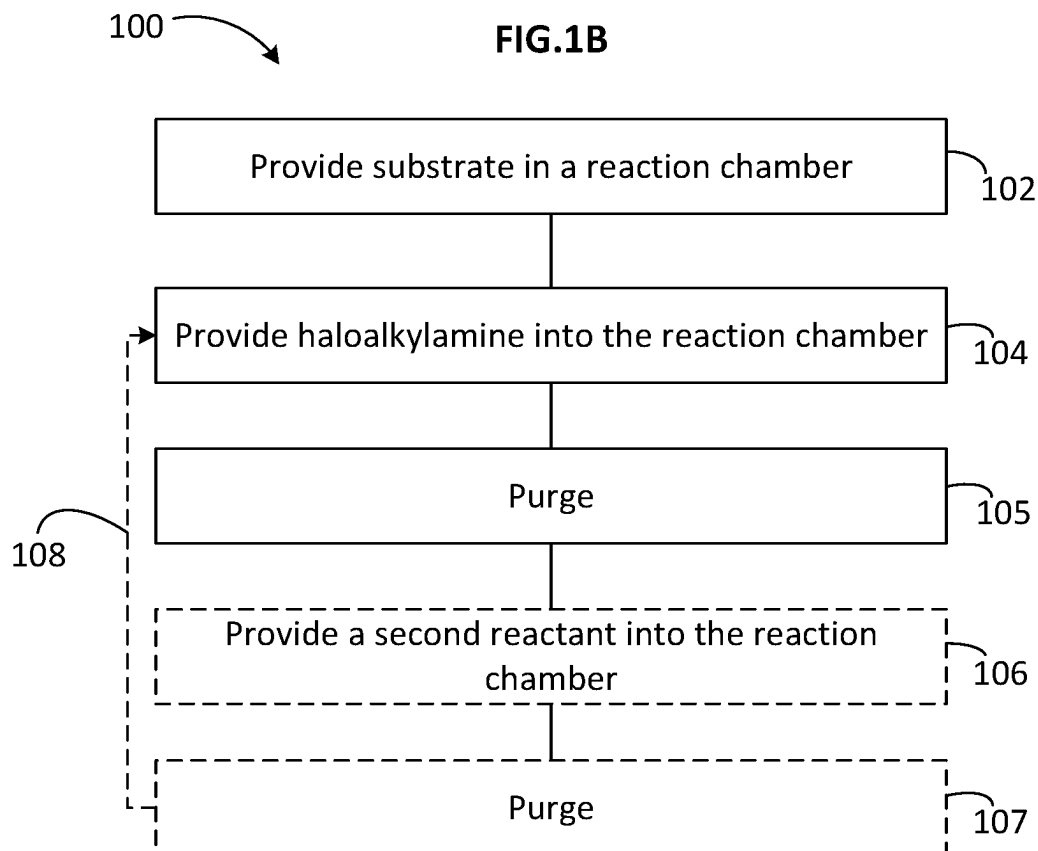 100
FIG.1B
Provide substrate in a reaction chamber
102
Provide haloalkylamine into the reaction chamber
104
Purge
105
108
Provide a second reactant into the reaction
chamber
106
Purge
107